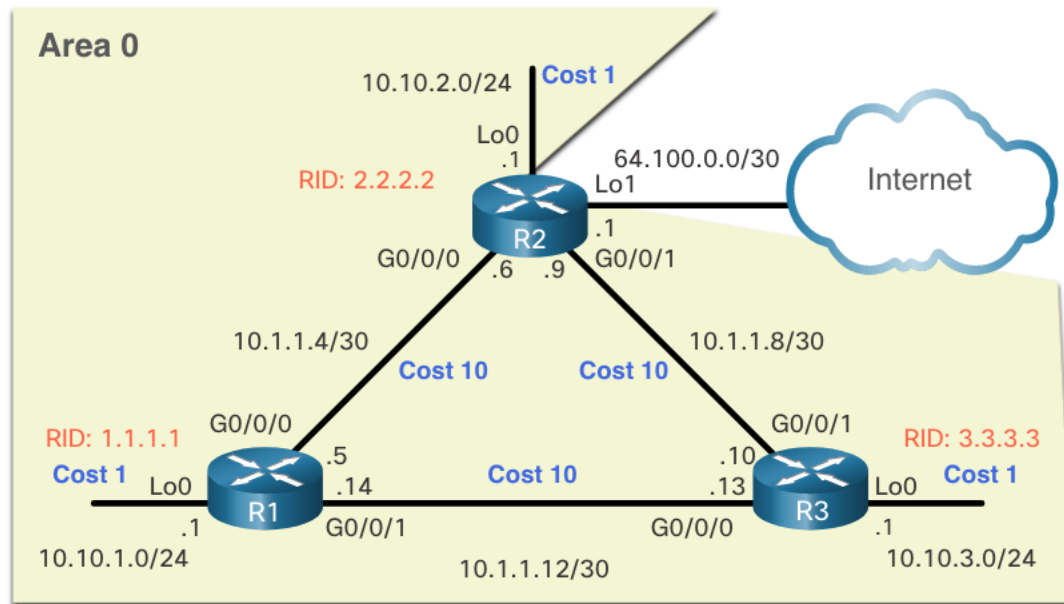 Area 0
10.10.2.0/24
Cost 1
Lo0
.1
64.100.0.0/30
Internet
RID: 2.2.2.2
Lo1
R2
.1
G0/0/0
.6
.9
G0/0/1
10.1.1.4/30
10.1.1.8/30
Cost 10
Cost 10
G0/0/0
G0/0/1
RID: 1.1.1.1
RID: 3.3.3.3
Cost 1
.5
Cost 10
.10
Cost 1
Lo0
.14
.13
Lo0
R1
R3
.1
G0/0/1
G0/0/0
.1
10.10.1.0/24
10.1.1.12/30
10.10.3.0/24